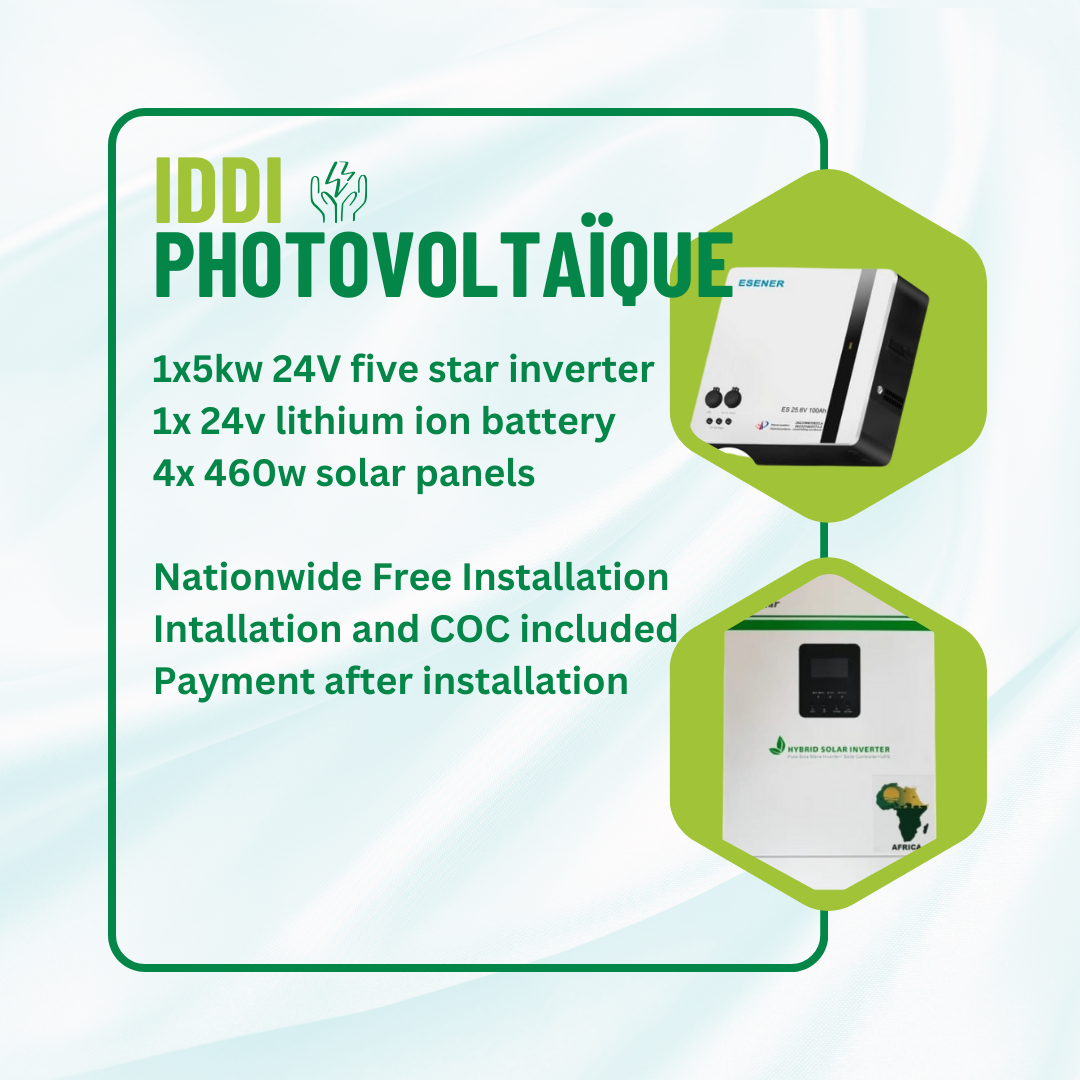 IDDI
PHOTOVOLTAÏQUE
1x5kw 24V five star inverter
1x 24v lithium ion battery
4x 460w solar panels
Nationwide Free Installation
Intallation and COC included
Payment after installation
ESENER
ES 25.6V 100Ah
HYBRID SOLAR INVERTER
AFRICA